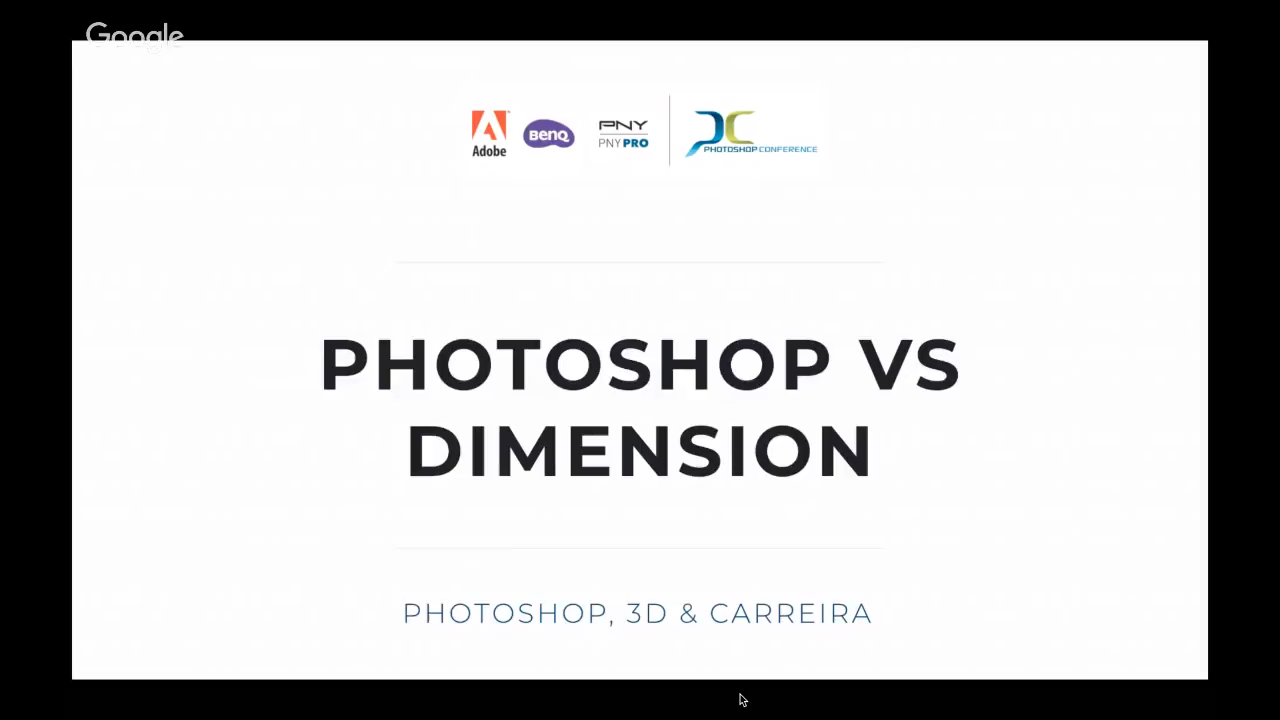 Google
Adobe
BenQ
PNY
PNY PRO
PHOTOSHOP CONFERENCE
PHOTOSHOP VS
DIMENSION
PHOTOSHOP, 3D & CARREIRA